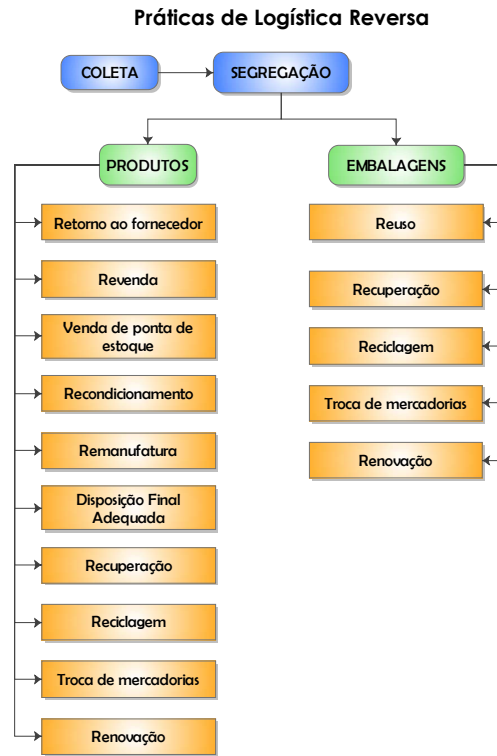 Práticas de Logística Reversa
COLETA
SEGREGAÇÃO
PRODUTOS
Retorno ao fornecedor
Revenda
Venda de ponta de
estoque
Recondicionamento
Remanufatura
Disposição Final
Adequada
Recuperação
Reciclagem
Troca de mercadorias
Renovação
EMBALAGENS
Reuso
Recuperação
Reciclagem
Troca de mercadorias
Renovação